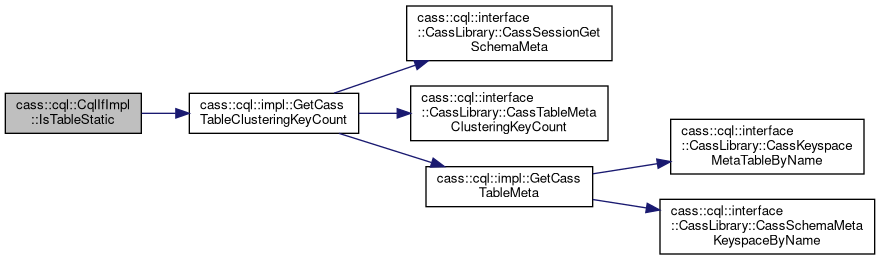 cass::cql::CqlIfImpl
::IsTableStatic
cass::cql::impl::GetCass
TableClusteringKeyCount
cass::cql::interface
::CassLibrary::CassSessionGet
SchemaMeta
cass::cql::interface
::CassLibrary::CassTableMeta
ClusteringKeyCount
cass::cql::impl::GetCass
TableMeta
cass::cql::interface
::CassLibrary::CassKeyspace
MetaTableByName
cass::cql::interface
::CassLibrary::CassSchemaMeta
KeyspaceByName